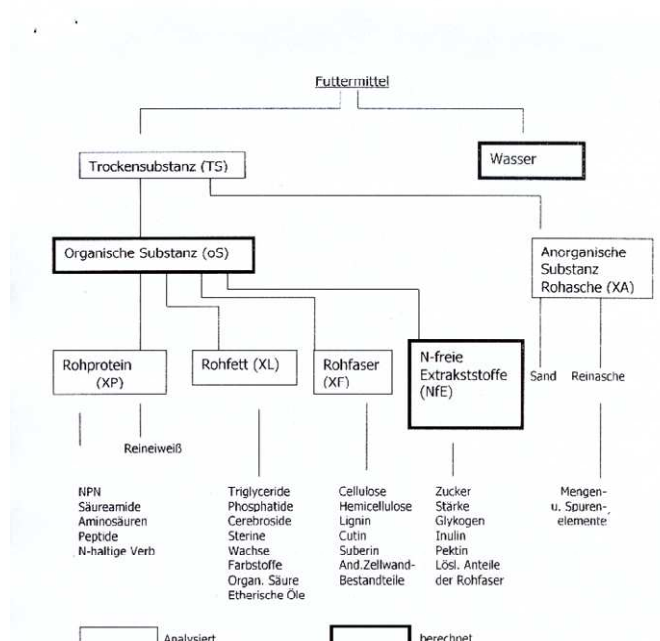 Futtermittel
Trockensubstanz (TS)
Wasser
Organische Substanz (oS)
Anorganische
Substanz
Rohasche (XA)
Rohprotein
(XP)
Rohfett (XL)
Rohfaser
(XF)
N-freie
Extrakststoffe
(NfE)
Sand
Reinasche
Reineiweiß
NPN
Säureamide
Aminosäuren
Peptide
N-haltige Verb
Triglyceride
Phosphatide
Cerebroside
Sterine
Wachse
Farbstoffe
Organ. Säure
Etherische Öle
Cellulose
Hemicellulose
Lignin
Cutin
Suberin
And.Zellwand-
Bestandteile
Zucker
Stärke
Glykogen
Inulin
Pektin
Lösl. Anteile
der Rohfaser
Mengen-
u. Spuren-
elemente
Analysiert
berechnet